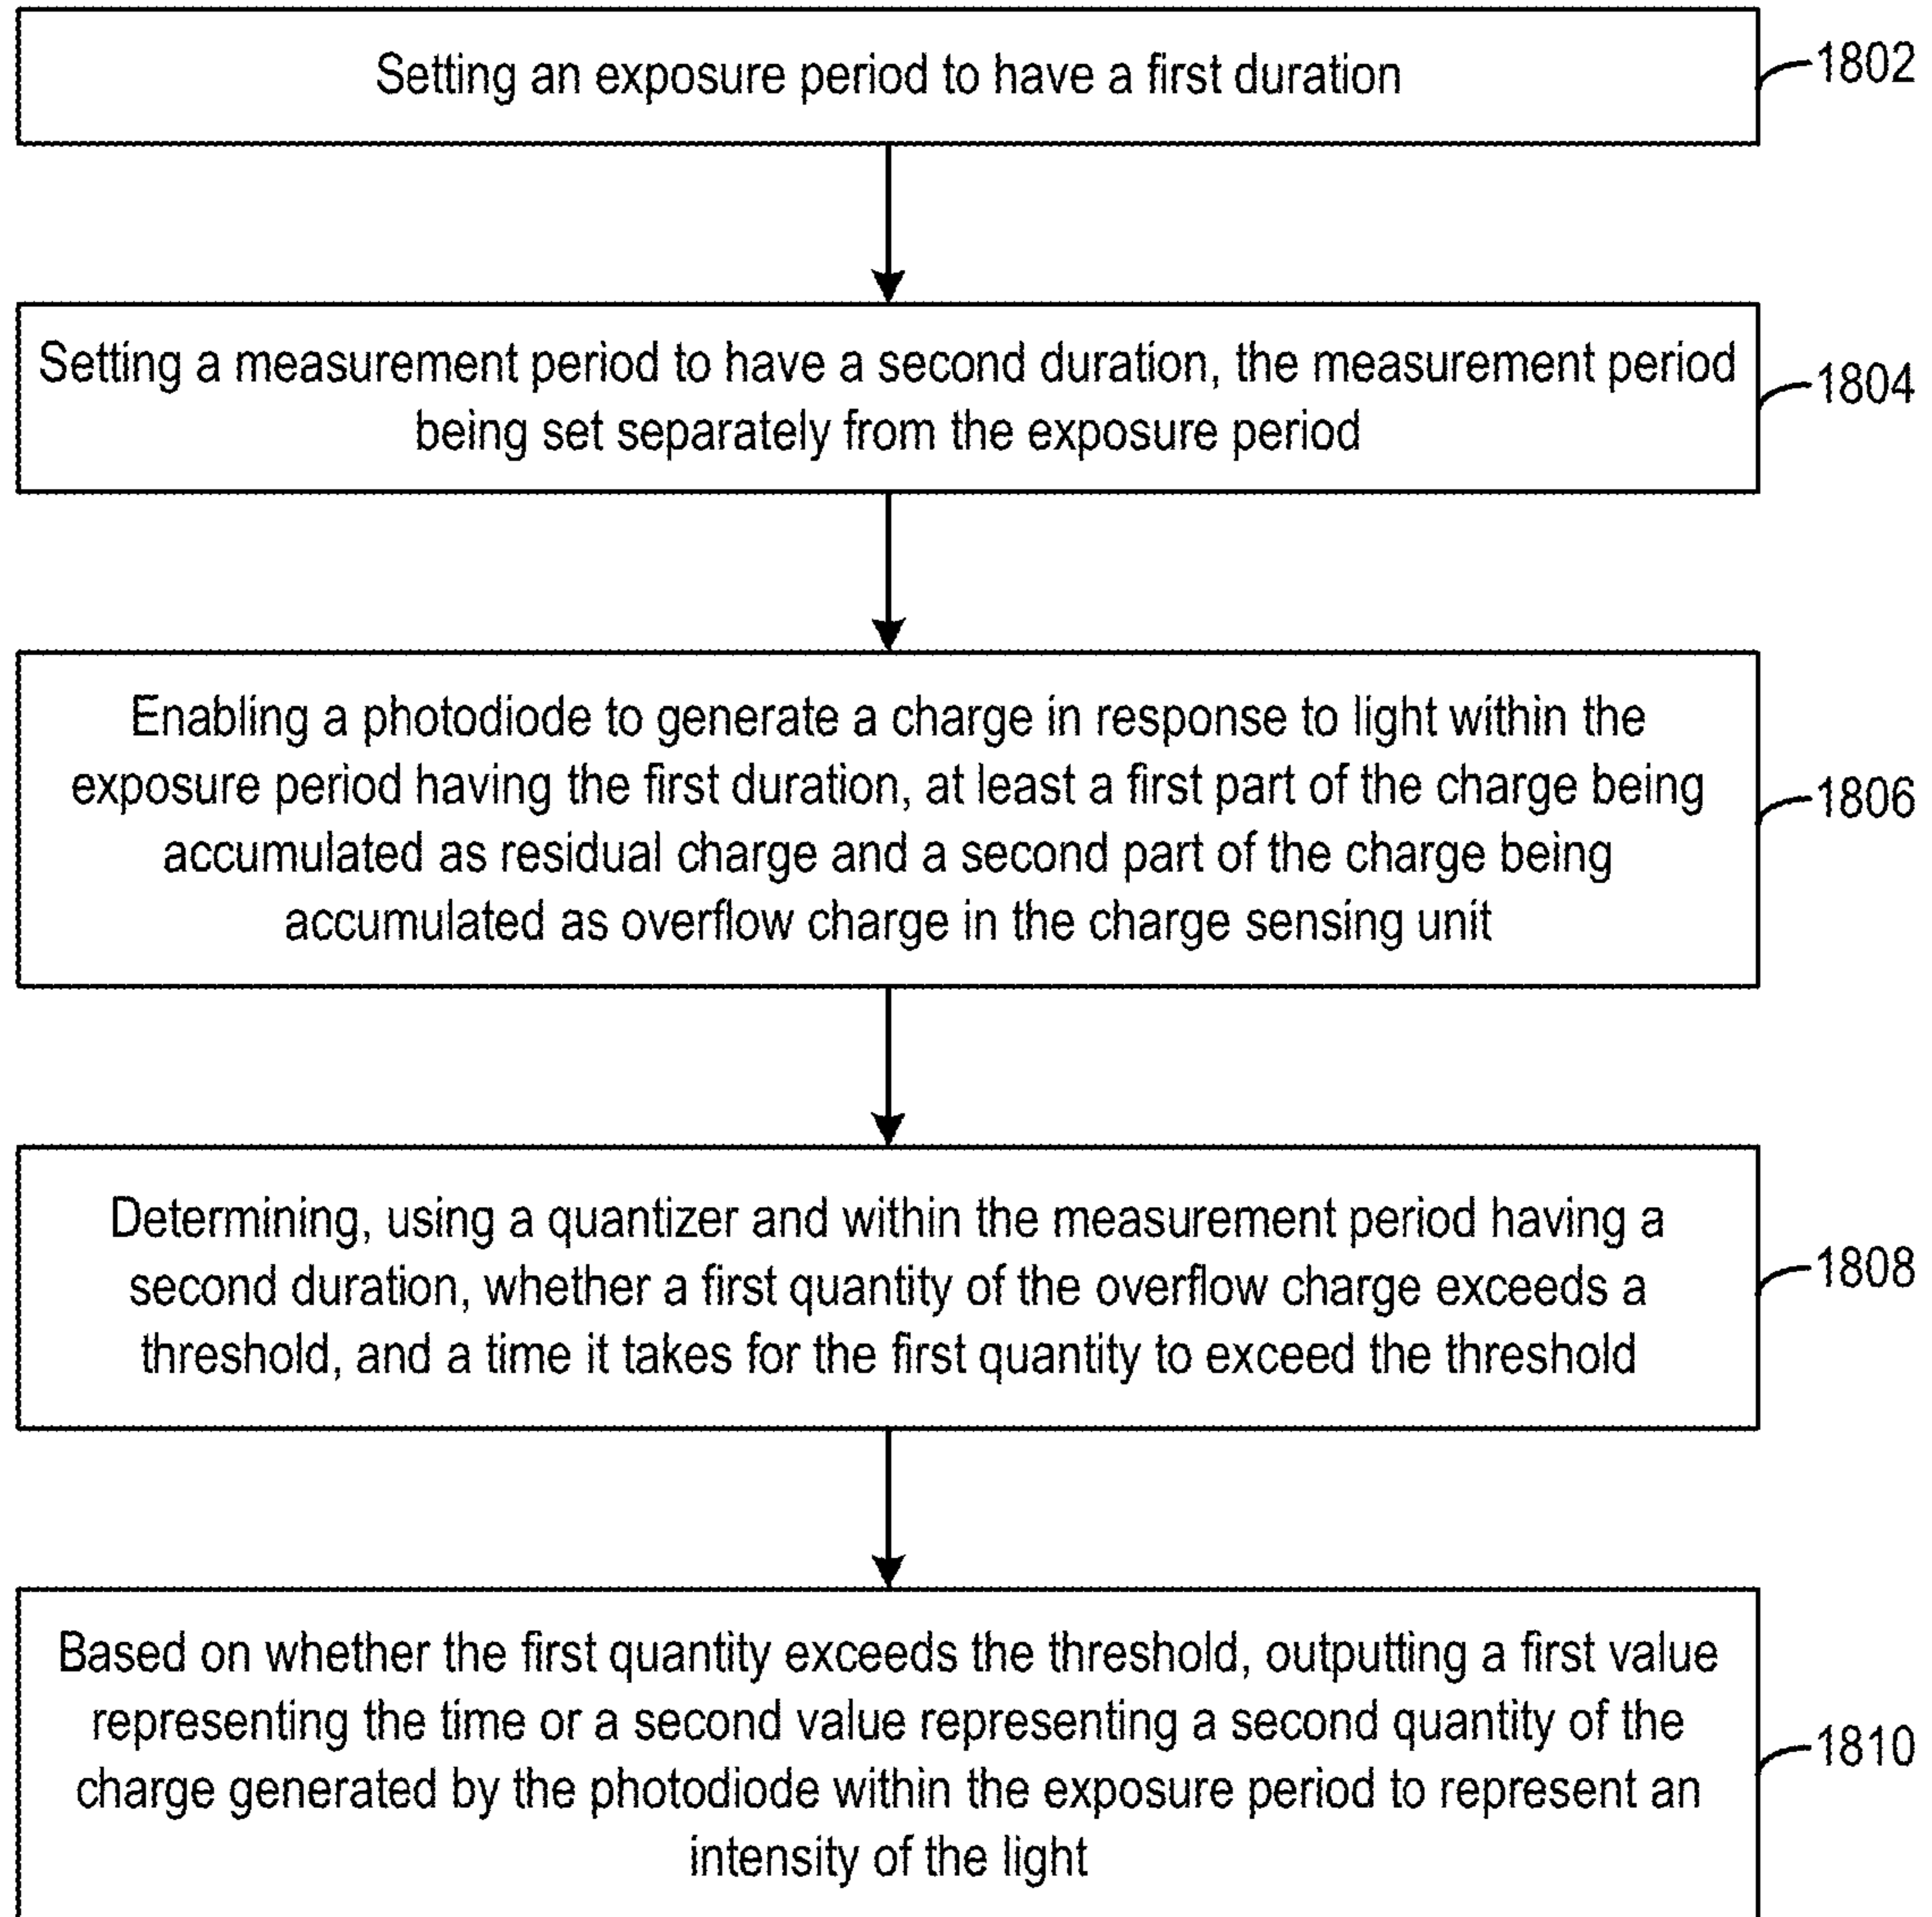 Setting an exposure period to have a first duration
1802
Setting a measurement period to have a second duration, the measurement period
being set separately from the exposure period
1804
Enabling a photodiode to generate a charge in response to light within the
exposure period having the first duration, at least a first part of the charge being
accumulated as residual charge and a second part of the charge being
accumulated as overflow charge in the charge sensing unit
1806
Determining, using a quantizer and within the measurement period having a
second duration, whether a first quantity of the overflow charge exceeds a
threshold, and a time it takes for the first quantity to exceed the threshold
1808
Based on whether the first quantity exceeds the threshold, outputting a first value
representing the time or a second value representing a second quantity of the
charge generated by the photodiode within the exposure period to represent an
intensity of the light
1810